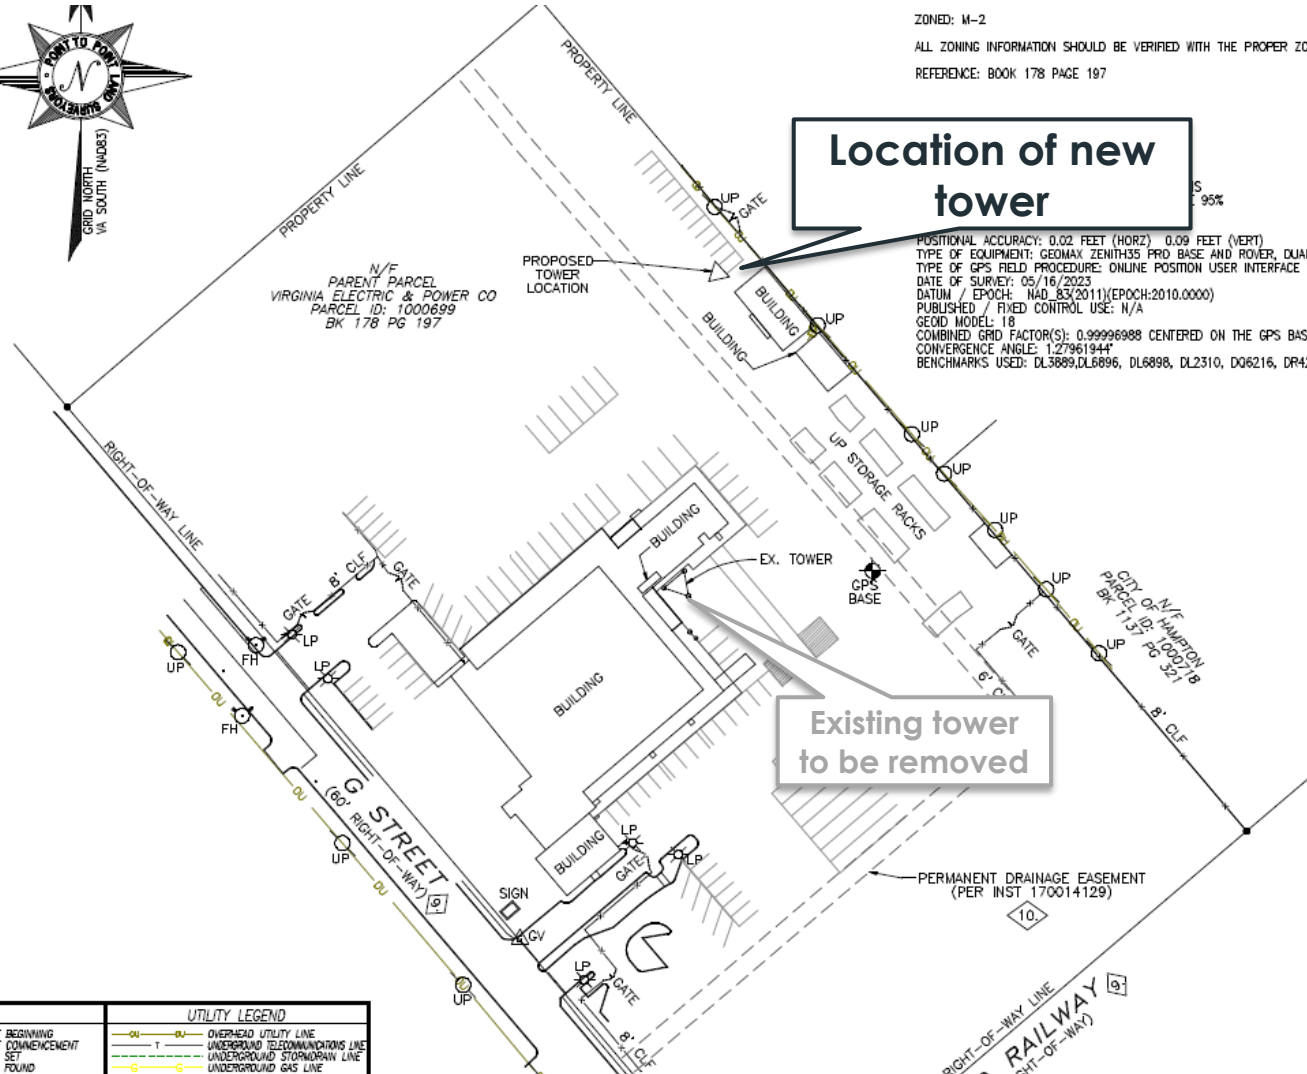 ZONED: M-2
ALL ZONING INFORMATION SHOULD BE VERIFIED WITH THE PROPER
REFERENCE: BOOK 178 PAGE 197
POINT TO POINT LAND SURVEYORS
N
GRID NORTH
VA SOUTH (NAD83)
PROPERTY LINE
PROPERTY LINE
Location of new
tower
95%
POSITIONAL ACCURACY: 0.02 FEET (HORZ) 0.09 FEET (VERT)
TYPE OF EQUIPMENT: GEOMAX ZENITH35 PRO BASE AND ROVER,
TYPE OF GPS FIELD PROCEDURE: ONLINE POSITION USER INTERFACE
DATE OF SURVEY: 05/16/2023
DATUM / EPOCH: NAD_83(2011)(EPOCH:2010.0000)
PUBLISHED / FIXED CONTROL USE: N/A
GEOID MODEL: 18
COMBINED GRID FACTOR(S): 0.99996988 CENTERED ON THE GPS
CONVERGENCE ANGLE: 1.27961944°
BENCHMARKS USED: DL3889,DL6896, DL6898, DL2310, DQ6216,
UP
GATE
PROPOSED
TOWER
LOCATION
N/F
PARENT PARCEL
VIRGINIA ELECTRIC & POWER CO
PARCEL ID: 1000699
BK 178 PG 197
BUILDING
BUILDING
UP
UP
UP
UP STORAGE RACKS
RIGHT-OF-WAY LINE
BUILDING
UP
EX. TOWER
GPS
BASE
UP
N/F
CITY OF HAMPTON
PARCEL ID: 1000718
BK 1137 PG 321
GATE
8' CLF
GATE
GATE
LP
FH
UP
OU
LP
FH
UP
6'
8' CLF
BUILDING
Existing tower
to be removed
G STREET
(60' RIGHT-OF-WAY)
9.
OU
UP
OU
BUILDING
LP
LP
GATE
SIGN
GV
PERMANENT DRAINAGE EASEMENT
(PER INST 170014129)
10.
LP
GATE
UP
8' CLF
RIGHT-OF-WAY LINE
RAILWAY
9.
UTILITY LEGEND
BEGINNING
COMMENCEMENT
SET
FOUND
OU OU OVERHEAD UTILITY LINE
T UNDERGROUND TELECOMMUNICATIONS LINE
UNDERGROUND STORMDRAIN LINE
G G UNDERGROUND GAS LINE